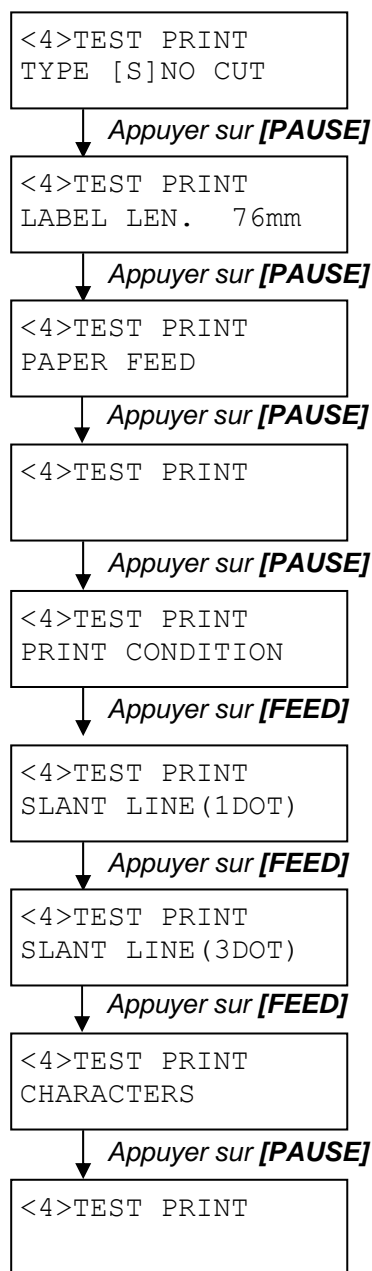 <4>TEST PRINT
TYPE [S]NO CUT
Appuyer sur [PAUSE]
<4>TEST PRINT
LABEL LEN.  76mm
Appuyer sur [PAUSE]
<4>TEST PRINT
PAPER FEED
Appuyer sur [PAUSE]
<4>TEST PRINT
Appuyer sur [PAUSE]
<4>TEST PRINT
PRINT CONDITION
Appuyer sur [FEED]
<4>TEST PRINT
SLANT LINE(1DOT)
Appuyer sur [FEED]
<4>TEST PRINT
SLANT LINE(3DOT)
Appuyer sur [FEED]
<4>TEST PRINT
CHARACTERS
Appuyer sur [PAUSE]
<4>TEST PRINT